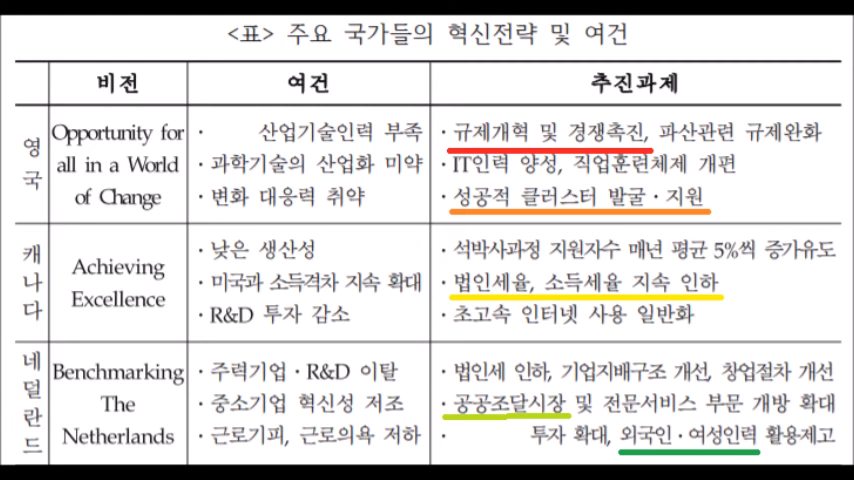 <표> 주요 국가들의 혁신전략 및 여건
비전 여건 추진과제
영국
Opportunity for
all in a World
of Change
· 산업기술인력 부족
· 과학기술의 산업화 미약
· 변화 대응력 취약
· 규제개혁 및 경쟁촉진, 파산관련 규제완화
· IT인력 양성, 직업훈련체제 개편
· 성공적 클러스터 발굴·지원
캐나다
Achieving
Excellence
· 낮은 생산성
· 미국과 소득격차 지속 확대
· R&D 투자 감소
· 석박사과정 지원자수 매년 평균 5%씩 증가유도
· 법인세율, 소득세율 지속 인하
· 초고속 인터넷 사용 일반화
네덜란드
Benchmarking
The
Netherlands
· 주력기업·R&D 이탈
· 중소기업 혁신성 저조
· 근로기피, 근로의욕 저하
· 법인세 인하, 기업지배구조 개선, 창업절차 개선
· 공공조달시장 및 전문서비스 부문 개방 확대
· 투자 확대, 외국인·여성인력 활용제고